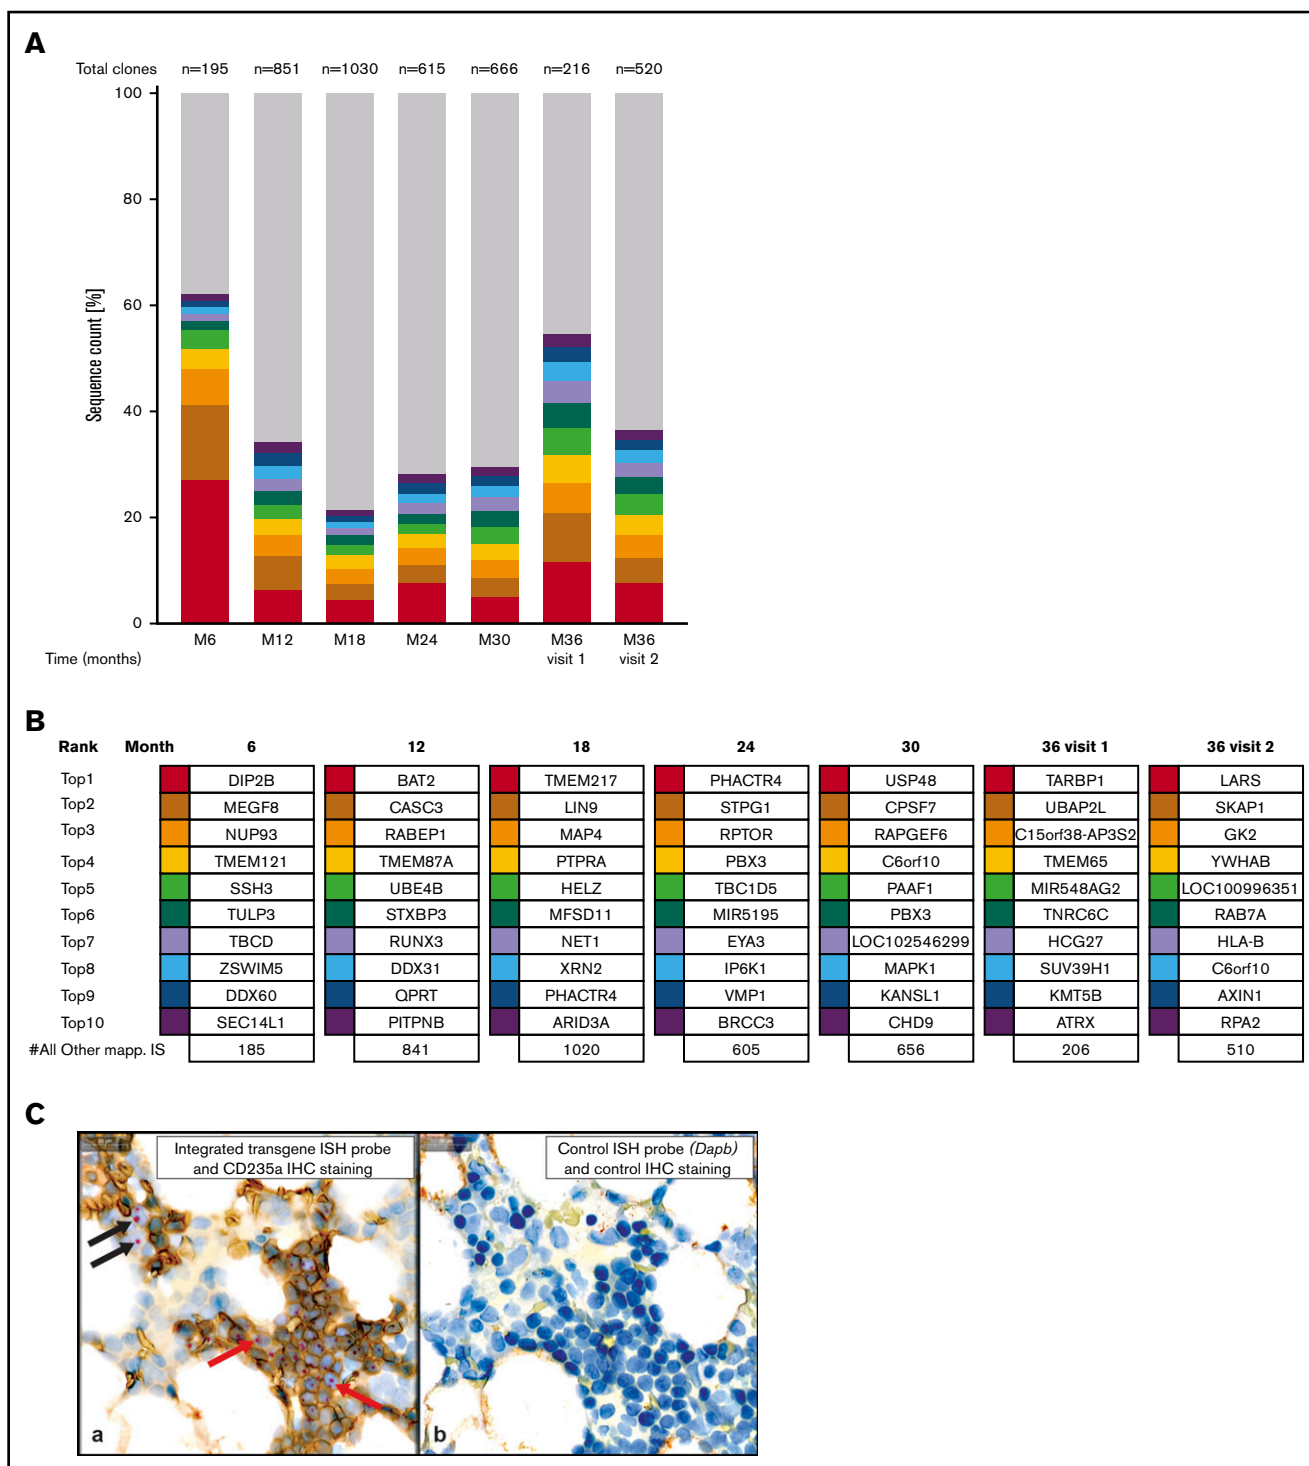 A
Total clones n=195 n=851 n=1030 n=615 n=666 n=216 n=520
100
80
60
40
20
0
Sequence count [%]
M6 M12 M18 M24 M30 M36 M36
Time (months) visit 1 visit 2
B
Rank Month 6 12 18 24 30 36 visit 1 36 visit 2
Top1 DIP2B BAT2 TMEM217 PHACTR4 USP48 TARBP1 LARS
Top2 MEGF8 CASC3 LIN9 STPG1 CPSF7 UBAP2L SKAP1
Top3 NUP93 RABEP1 MAP4 RPTOR RAPGEF6 C15orf38-AP3S2 GK2
Top4 TMEM121 TMEM87A PTPRA PBX3 C6orf10 TMEM65 YWHAB
Top5 SSH3 UBE4B HELZ TBC1D5 PAAF1 MIR548AG2 LOC100996351
Top6 TULP3 STXBP3 MFSD11 MIR5195 PBX3 TNRC6C RAB7A
Top7 TBCD RUNX3 NET1 EYA3 LOC102546299 HCG27 HLA-B
Top8 ZSWIM5 DDX31 XRN2 IP6K1 MAPK1 SUV39H1 C6orf10
Top9 DDX60 QPRT PHACTR4 VMP1 KANSL1 KMT5B AXIN1
Top10 SEC14L1 PITPNB ARID3A BRCC3 CHD9 ATRX RPA2
#All Other mapp. IS 185 841 1020 605 656 206 510
C
Integrated transgene ISH probe
and CD235a IHC staining
Control ISH probe (Dapb)
and control IHC staining
a
b